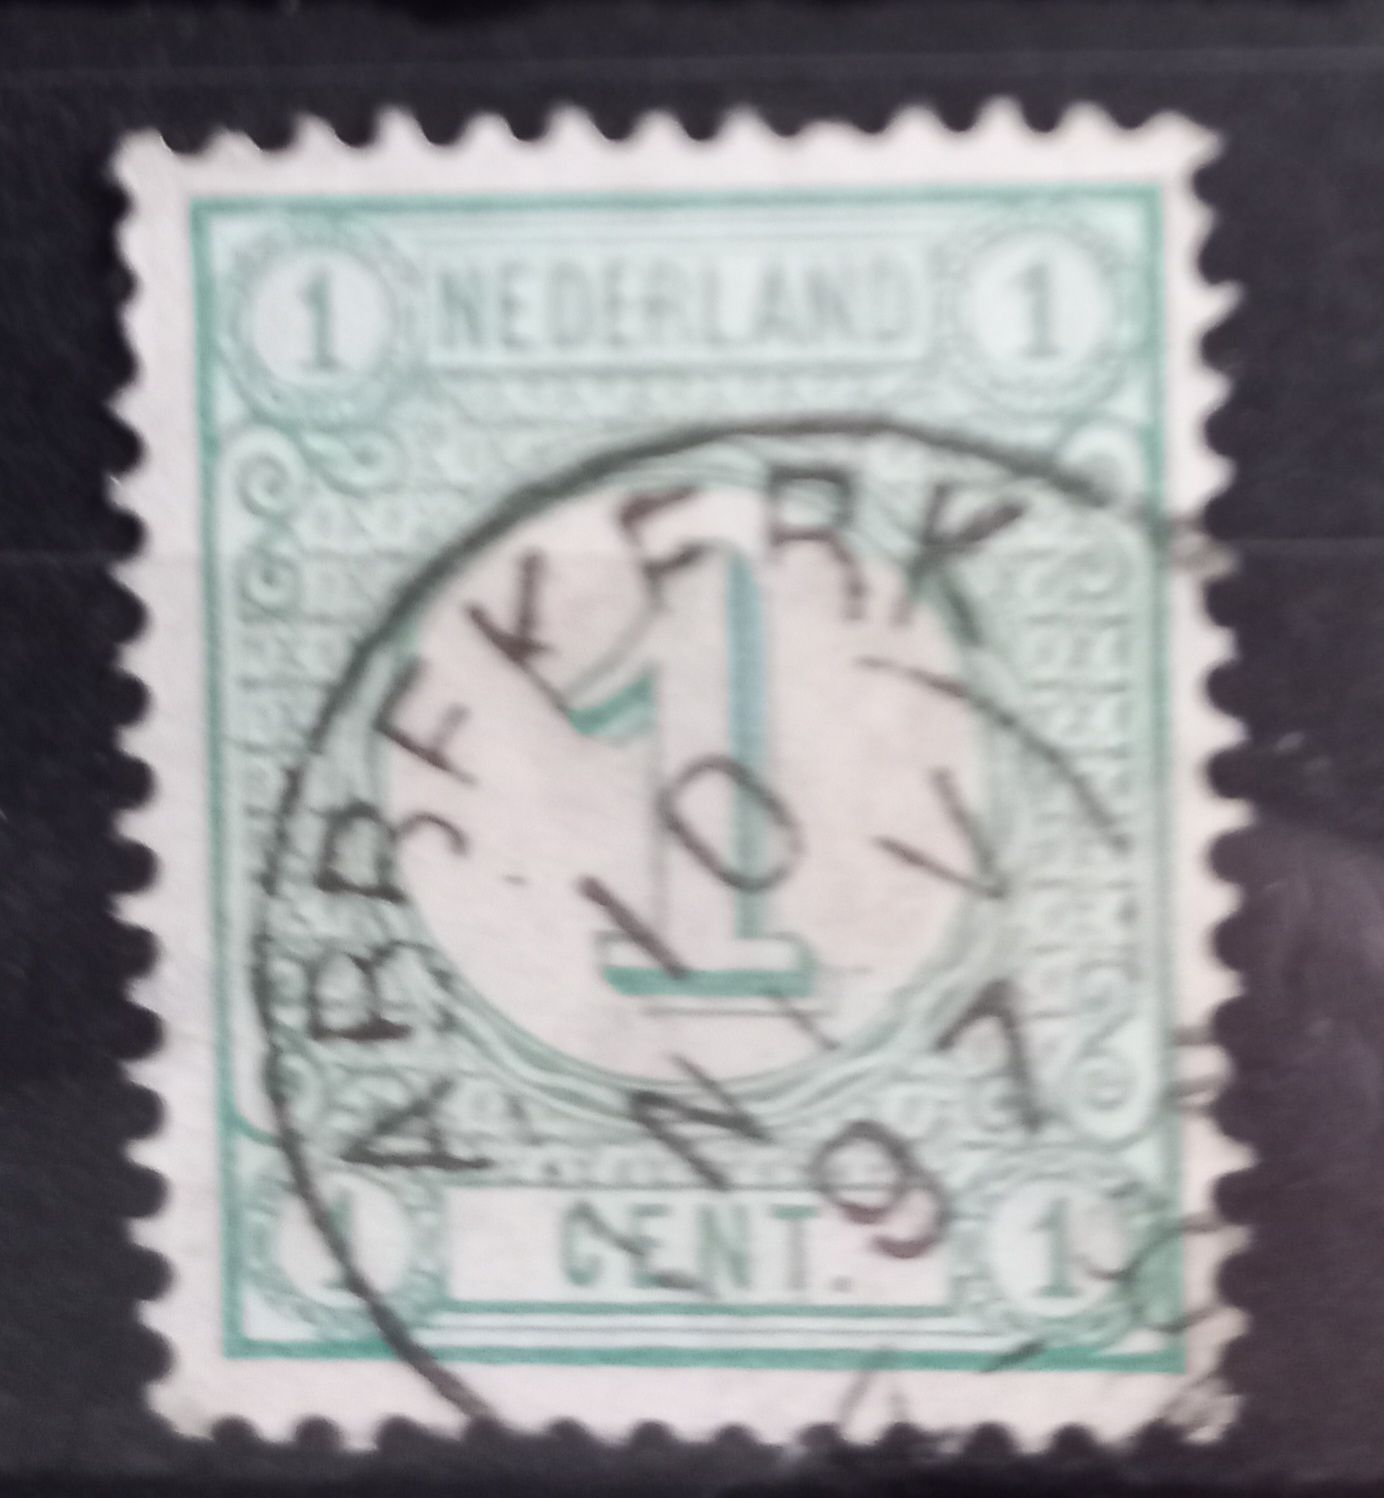 1 NEDERLAND 1
ABBEKERK
1
10 NOV
97
1 CENT. 1